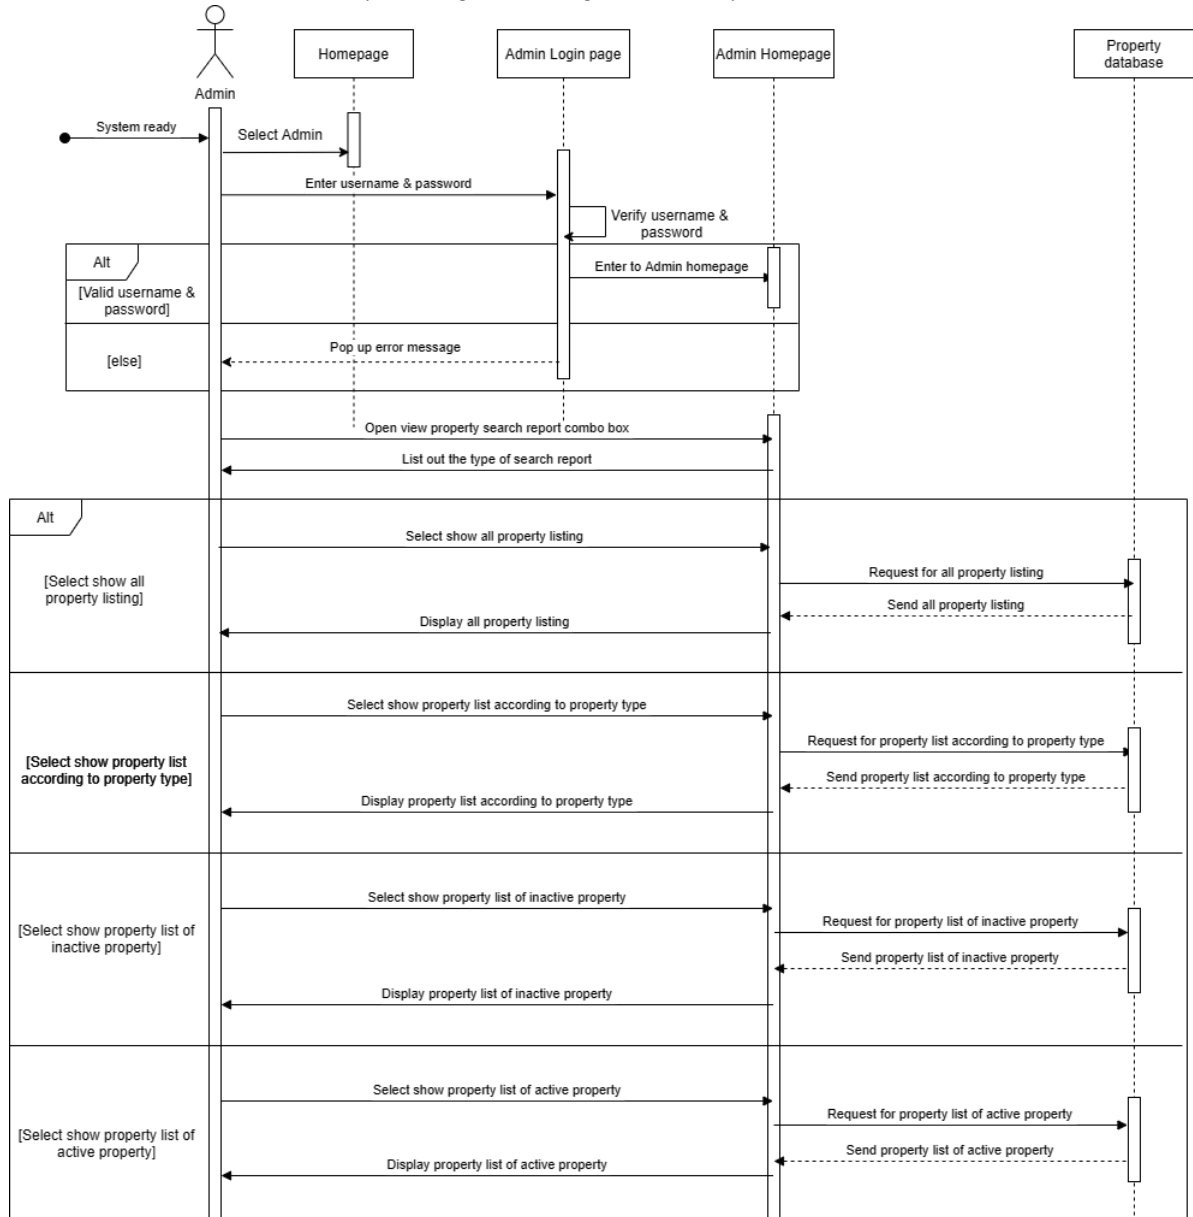 Homepage
Admin Login page
Admin Homepage
Property
database
Admin
System ready
Select Admin
Enter username & password
Verify username &
password
Alt
Enter to Admin homepage
[Valid username &
password]
Pop up error message
[else]
Open view property search report combo box
List out the type of search report
Alt
Select show all property listing
Request for all property listing
[Select show all
property listing]
Send all property listing
Display all property listing
Select show property list according to property type
Request for property list according to property type
[Select show property list
according to property type]
Send property list according to property type
Display property list according to property type
Select show property list of inactive property
Request for property list of inactive property
[Select show property list of
inactive property]
Send property list of inactive property
Display property list of inactive property
Select show property list of active property
Request for property list of active property
[Select show property list of
active property]
Send property list of active property
Display property list of active property